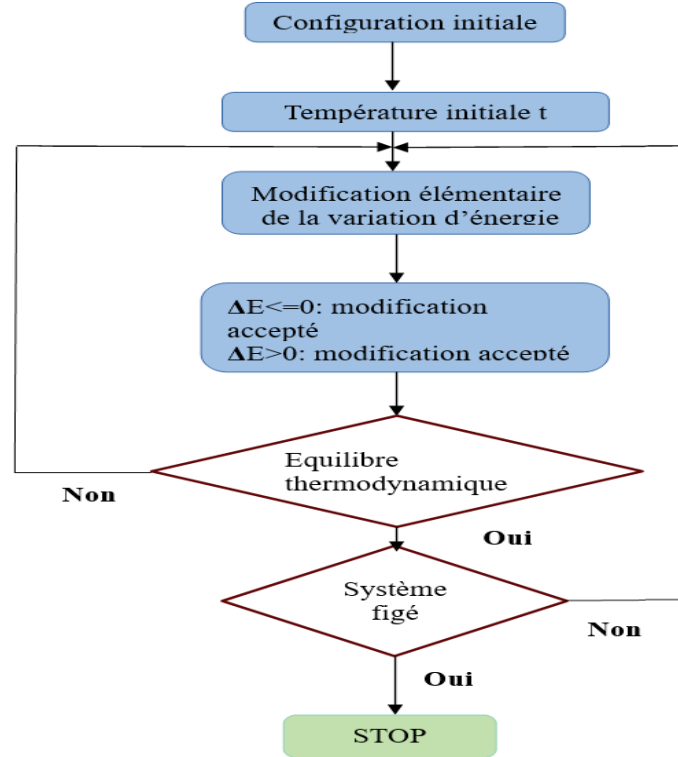 Configuration initiale
Température initiale t
Modification élémentaire
de la variation d’énergie
ΔE<=0: modification
accepté
ΔE>0: modification accepté
Equilibre
thermodynamique
Non
Oui
Système
figé
Non
Oui
STOP